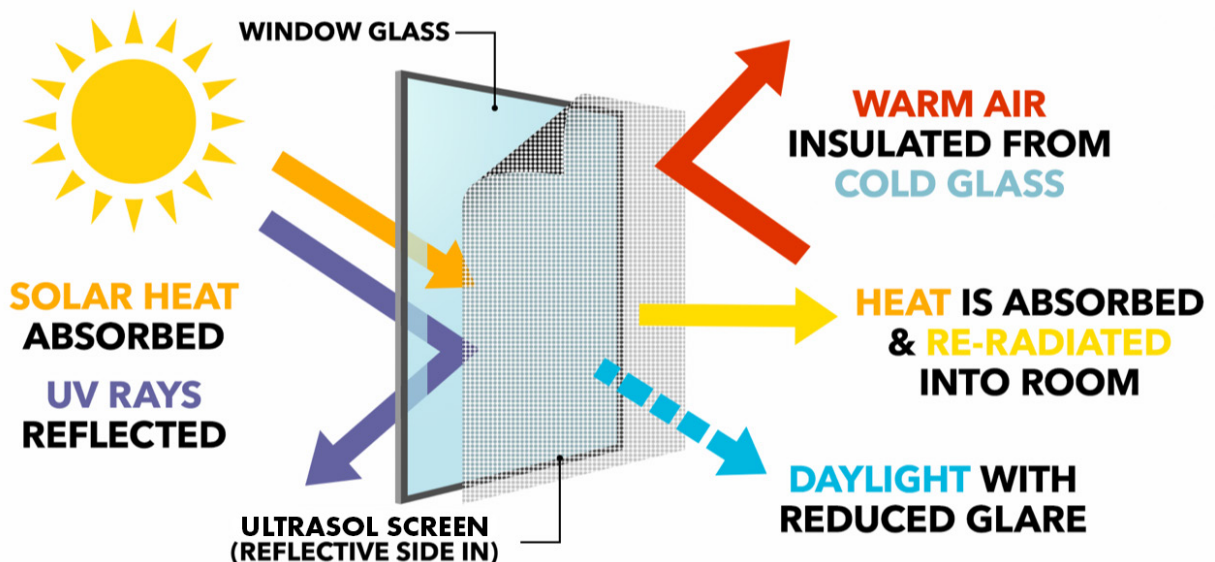 WINDOW GLASS
SOLAR HEAT
ABSORBED
UV RAYS
REFLECTED
ULTRASOL SCREEN
(REFLECTIVE SIDE IN)
WARM AIR
INSULATED FROM
COLD GLASS
HEAT IS ABSORBED
& RE-RADIATED
INTO ROOM
DAYLIGHT WITH
REDUCED GLARE